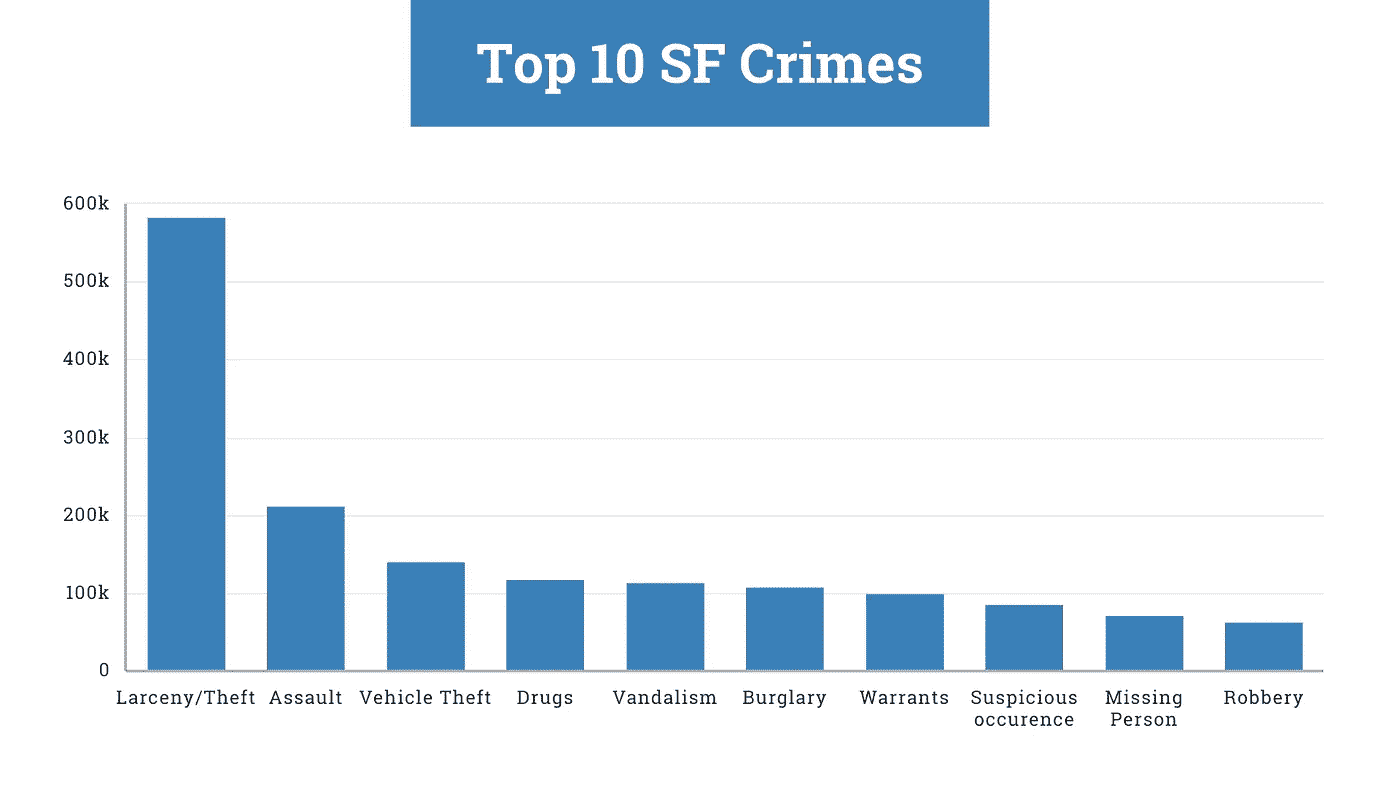 Top 10 SF Crimes
600k
500k
400k
300k
200k
100k
0
Larceny/Theft Assault Vehicle Theft Drugs Vandalism Burglary Warrants Suspicious Missing Robbery
occurence Person